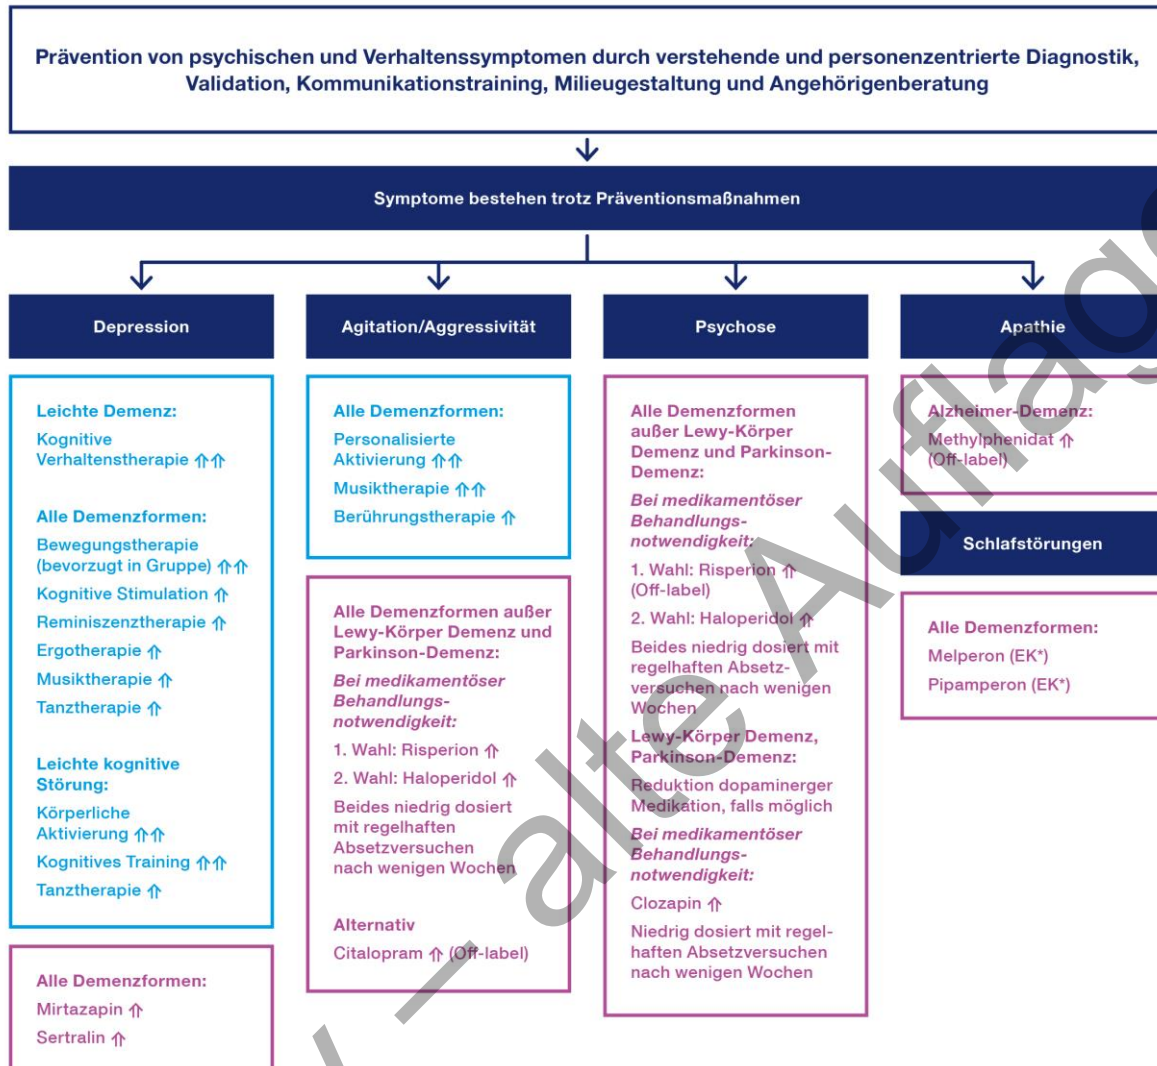 Prävention von psychischen und Verhaltenssymptomen durch verstehende und personenzentrierte Diagnostik,
Validation, Kommunikationstraining, Milieugestaltung und Angehörigenberatung
Symptome bestehen trotz Präventionsmaßnahmen
Depression
Leichte Demenz:
Kognitive
Verhaltenstherapie ⇑⇑
Alle Demenzformen:
Bewegungstherapie
(bevorzugt in Gruppe) ⇑⇑
Kognitive Stimulation ⇑
Reminiszenztherapie ⇑
Ergotherapie ⇑
Musiktherapie ⇑
Tanztherapie ⇑
Leichte kognitive
Störung:
Körperliche
Aktivierung ⇑⇑
Kognitives Training ⇑⇑
Tanztherapie ⇑
Alle Demenzformen:
Mirtazapin ⇑
Sertralin ⇑
Agitation/Aggressivität
Alle Demenzformen:
Personalisierte
Aktivierung ⇑⇑
Musiktherapie ⇑⇑
Berührungstherapie ⇑
Alle Demenzformen außer
Lewy-Körper Demenz und
Parkinson-Demenz:
Bei medikamentöser
Behandlungs-
notwendigkeit:
1. Wahl: Risperion ⇑
2. Wahl: Haloperidol ⇑
Beides niedrig dosiert
mit regelhaften
Absetzversuchen
nach wenigen Wochen
Alternativ
Citalopram ⇑ (Off-label)
Psychose
Alle Demenzformen
außer Lewy-Körper
Demenz und Parkinson-
Demenz:
Bei medikamentöser
Behandlungs-
notwendigkeit:
1. Wahl: Risperion ⇑
(Off-label)
2. Wahl: Haloperidol ⇑
Beides niedrig dosiert mit
regelhaften Absetz-
versuchen nach wenigen
Wochen
Lewy-Körper Demenz,
Parkinson-Demenz:
Reduktion dopaminerger
Medikation, falls möglich
Bei medikamentöser
Behandlungs-
notwendigkeit:
Clozapin ⇑
Niedrig dosiert mit regel-
haften Absetzversuchen
nach wenigen Wochen
Apathie
Alzheimer-Demenz:
Methylphenidat ⇑
(Off-label)
Schlafstörungen
Alle Demenzformen:
Melperon (EK*)
Pipamperon (EK*)
– alte Auflage